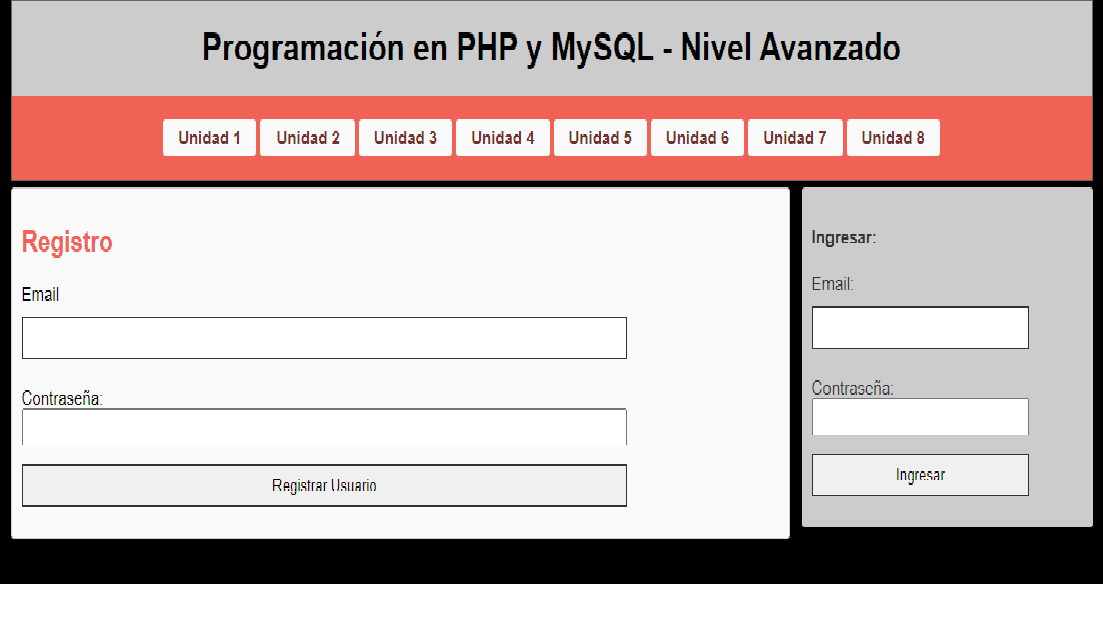 Programación en PHP y MySQL - Nivel Avanzado
Unidad 1 Unidad 2 Unidad 3 Unidad 4 Unidad 5 Unidad 6 Unidad 7 Unidad 8
Registro
Email
Contraseña:
Registrar Usuario
Ingresar:
Email:
Contraseña:
Ingresar